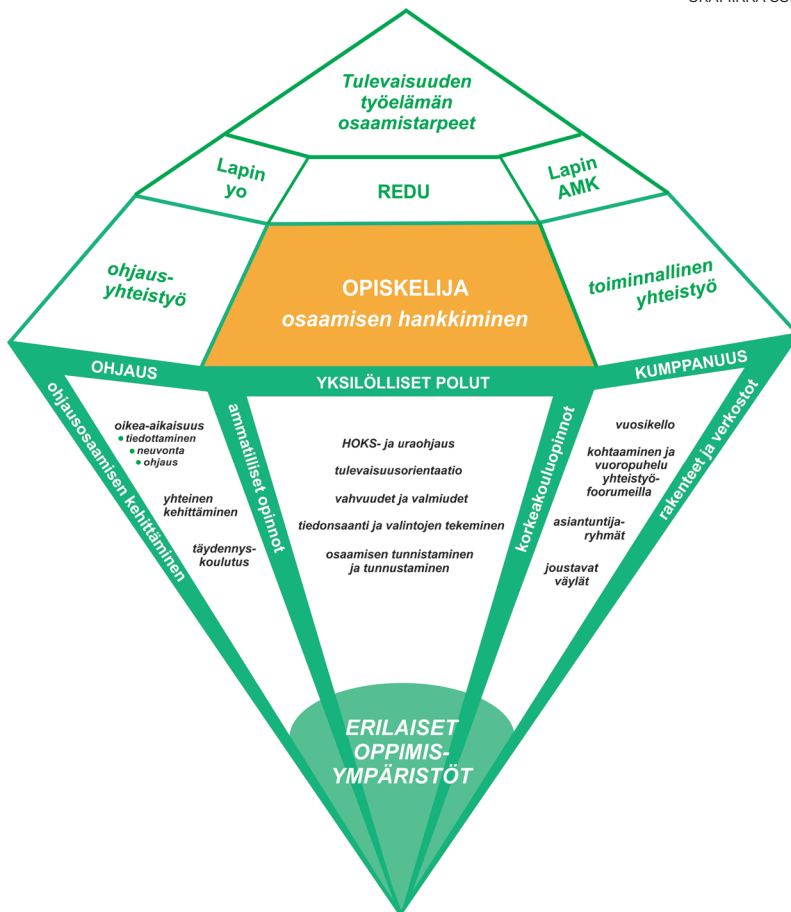 Tulevaisuuden
työelämän
osaamistarpeet
Lapin
yo
REDU
Lapin
AMK
ohjaus-
yhteistyö
OPISKELIJA
osaamisen hankkiminen
toiminnallinen
yhteistyö
OHJAUS
YKSILÖLLISET POLUT
KUMPPANUUS
ohjausosaamisen kehittäminen
oikea-aikaisuus
• tiedottaminen
• neuvonta
• ohjaus
yhteinen
kehittäminen
täydennys-
koulutus
ammatilliset opinnot
HOKS- ja uraohjaus
tulevaisuusorientaatio
vahvuudet ja valmiudet
tiedonsaanti ja valintojen tekeminen
osaamisen tunnistaminen
ja tunnustaminen
korkeakouluopinnot
vuosikello
kohtaaminen ja
vuoropuhelu
yhteistyö-
foorumeilla
asiantuntija-
ryhmät
joustavat
väylät
rakenteet ja verkostot
ERILAISET
OPPIMIS-
YMPÄRISTÖT